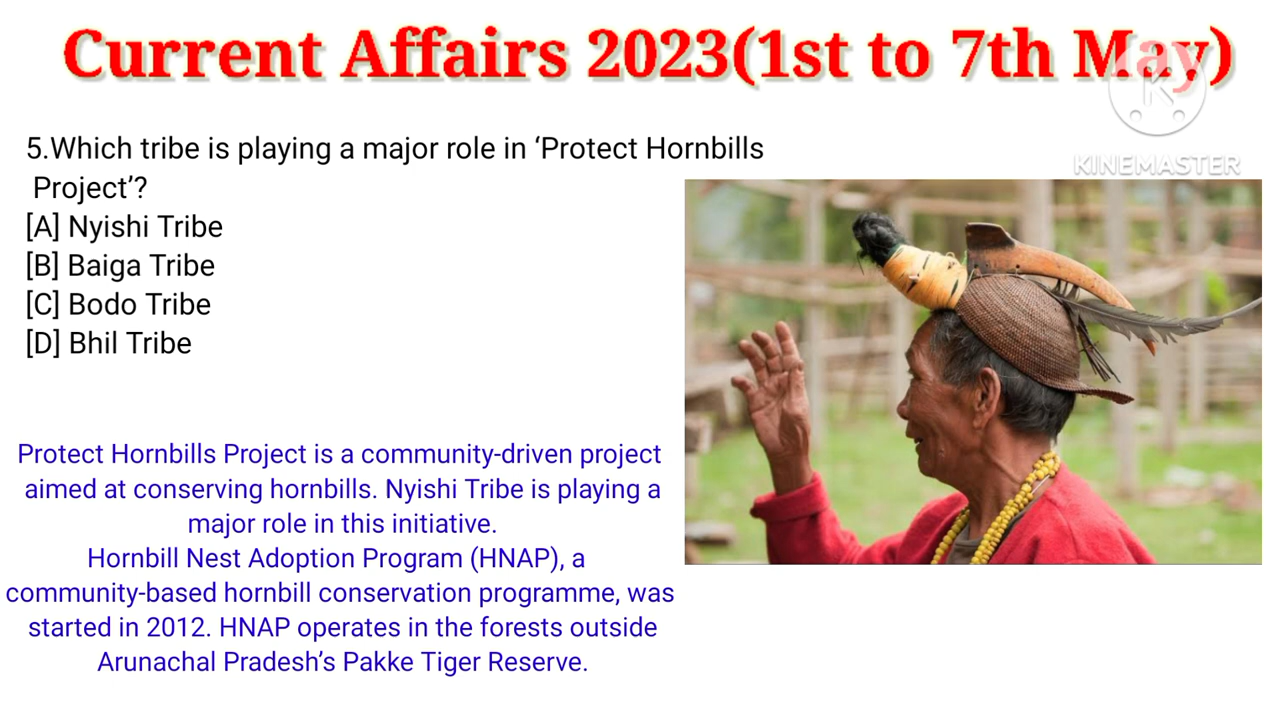 Current Affairs 2023(1st to 7th May)
KINEMASTER
5.Which tribe is playing a major role in ‘Protect Hornbills
Project’?
[A] Nyishi Tribe
[B] Baiga Tribe
[C] Bodo Tribe
[D] Bhil Tribe
Protect Hornbills Project is a community-driven project
aimed at conserving hornbills. Nyishi Tribe is playing a
major role in this initiative.
Hornbill Nest Adoption Program (HNAP), a
community-based hornbill conservation programme, was
started in 2012. HNAP operates in the forests outside
Arunachal Pradesh’s Pakke Tiger Reserve.